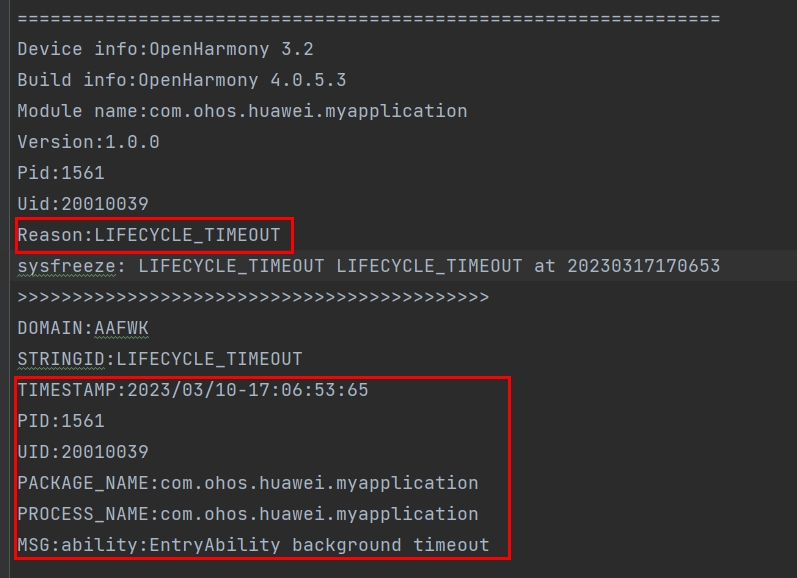 ================================================================
Device info:OpenHarmony 3.2
Build info:OpenHarmony 4.0.5.3
Module name:com.ohos.huawei.myapplication
Version:1.0.0
Pid:1561
Uid:20010039
Reason:LIFECYCLE_TIMEOUT
sysfreeze: LIFECYCLE_TIMEOUT LIFECYCLE_TIMEOUT at 20230317170653
>>>>>>>>>>>>>>>>>>>>>>>>>>>>>>>>>>>>>>>>>>>
DOMAIN:AAFWK
STRINGID:LIFECYCLE_TIMEOUT
TIMESTAMP:2023/03/10-17:06:53:65
PID:1561
UID:20010039
PACKAGE_NAME:com.ohos.huawei.myapplication
PROCESS_NAME:com.ohos.huawei.myapplication
MSG:ability:EntryAbility background timeout